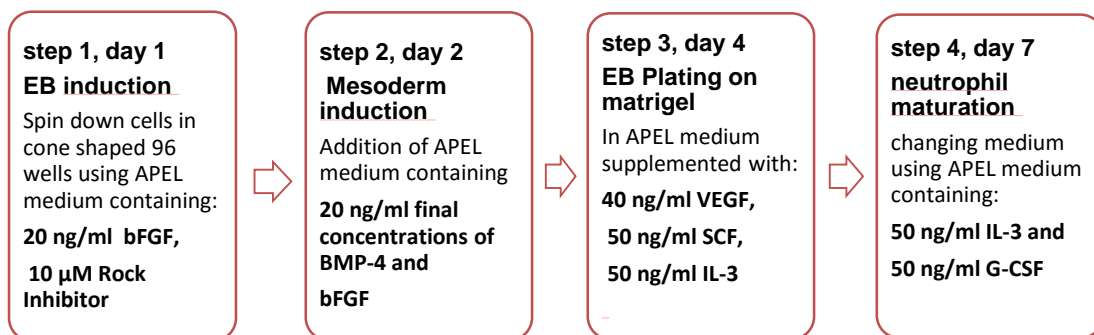 step 1, day 1
EB induction
Spin down cells in
cone shaped 96
wells using APEL
medium containing:
20 ng/ml bFGF,
10 µM Rock
Inhibitor
step 2, day 2
Mesoderm
induction
Addition of APEL
medium containing
20 ng/ml final
concentrations of
BMP-4 and
bFGF
step 3, day 4
EB Plating on
matrigel
In APEL medium
supplemented with:
40 ng/ml VEGF,
50 ng/ml SCF,
50 ng/ml IL-3
step 4, day 7
neutrophil
maturation
changing medium
using APEL medium
containing:
50 ng/ml IL-3 and
50 ng/ml G-CSF